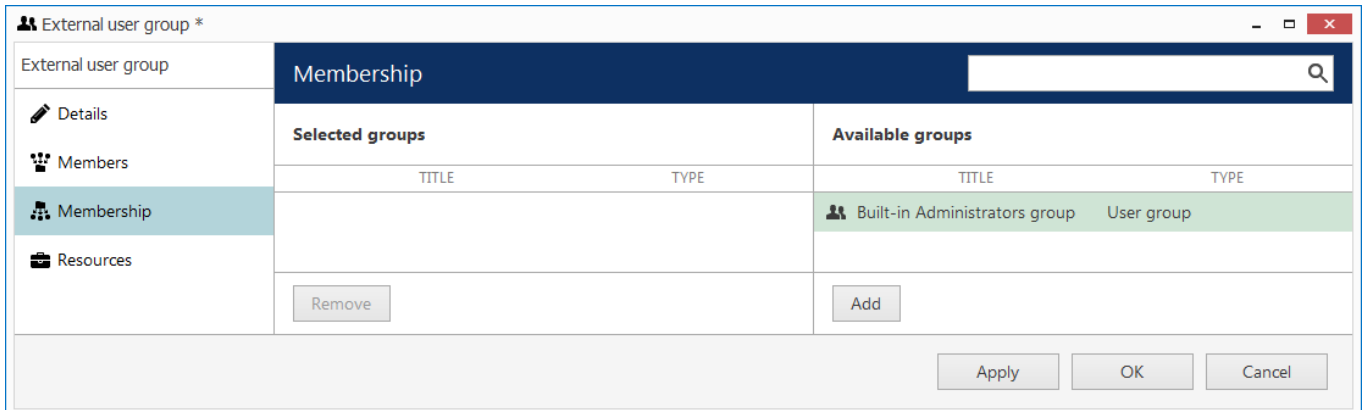 External user group *
External user group
Details
Members
Membership
Resources
Membership
Selected groups
TITLE TYPE
Remove
Available groups
TITLE TYPE
Built-in Administrators group User group
Add
Apply OK Cancel